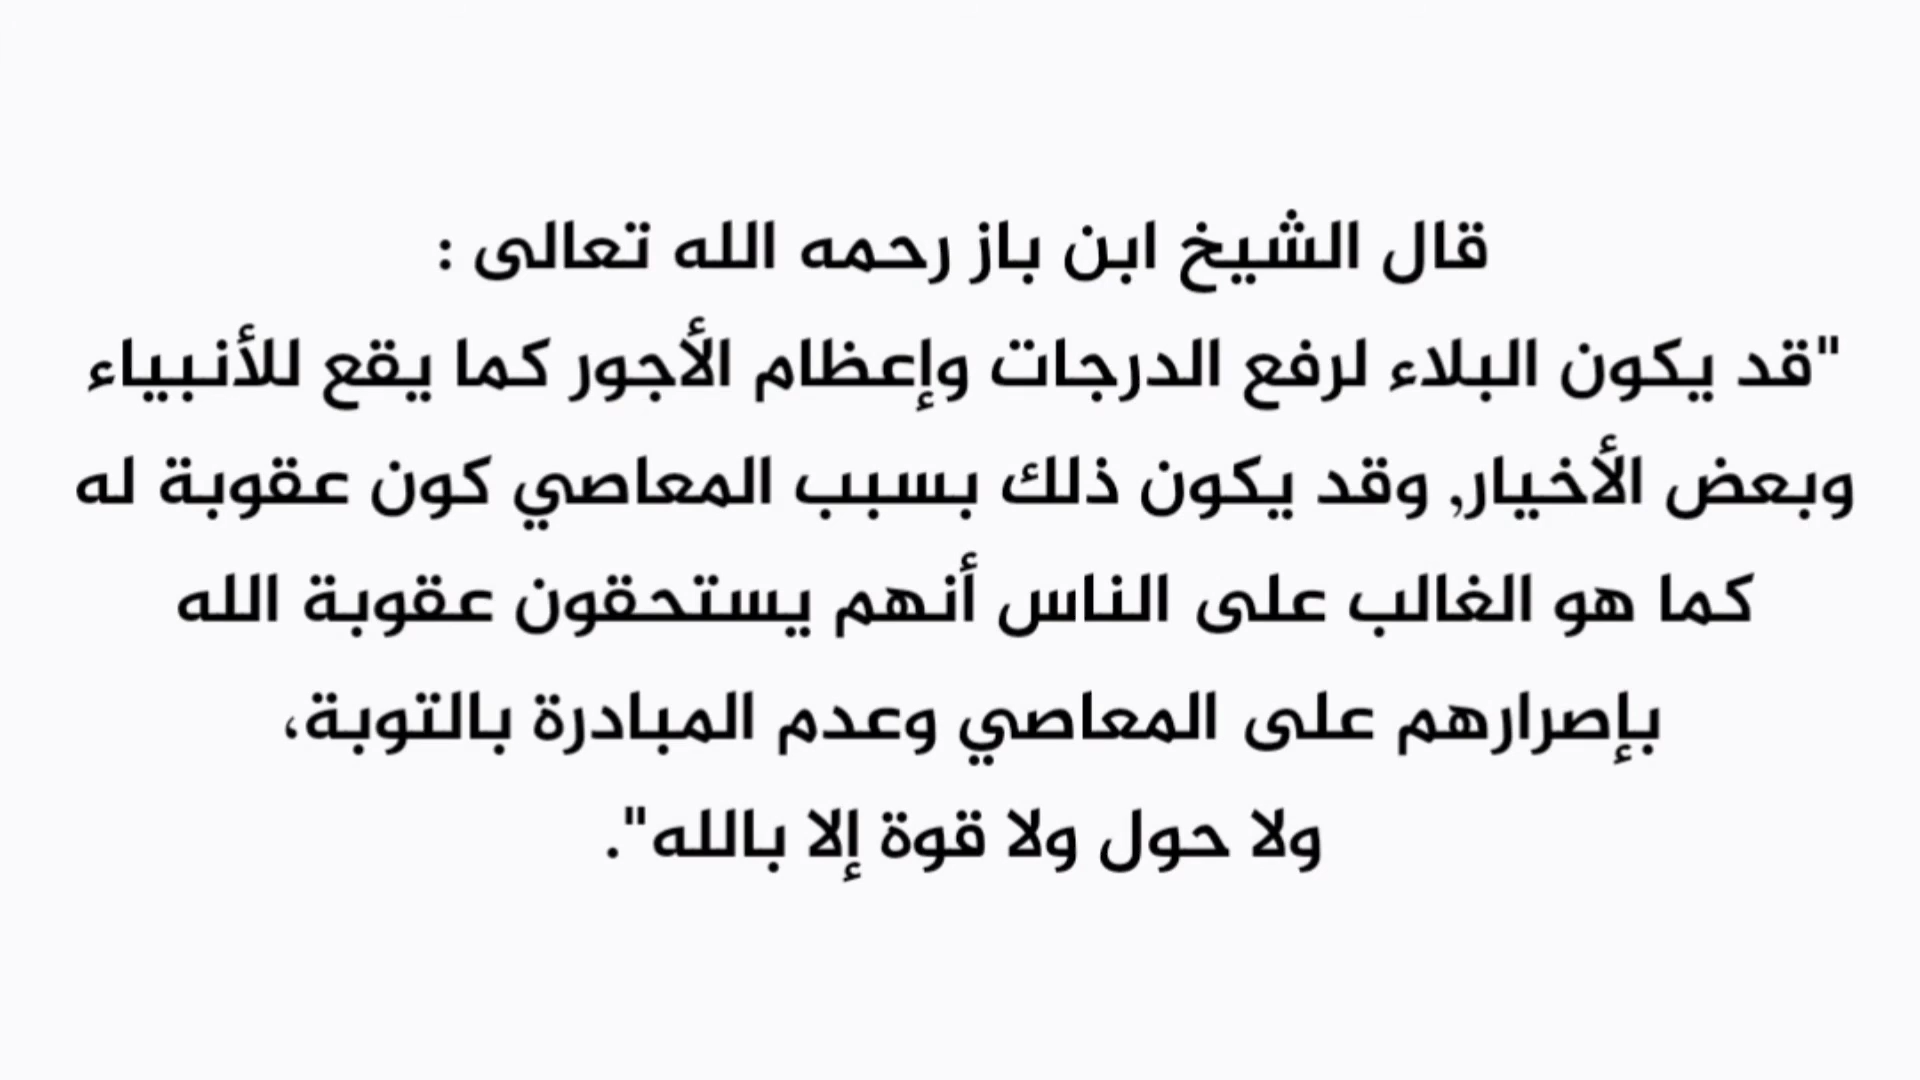 قال الشيخ ابن باز رحمه الله تعالى :
"قد يكون البلاء لرفع الدرجات وإعظام الأجور كما يقع للأنبياء
وبعض الأخيار, وقد يكون ذلك بسبب المعاصي كون عقوبة له
كما هو الغالب على الناس أنهم يستحقون عقوبة الله
بإصرارهم على المعاصي وعدم المبادرة بالتوبة،
ولا حول ولا قوة إلا بالله".